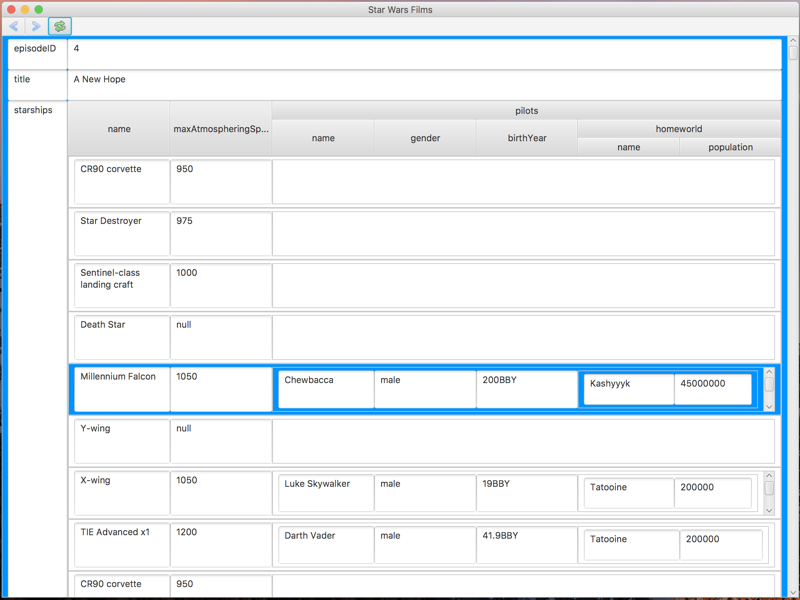 Star Wars Films
episodeID 4
title A New Hope
starships
pilots
name maxAtmospheringSp... name gender birthYear homeworld
name population
CR90 corvette 950
Star Destroyer 975
Sentinel-class 1000
landing craft
Death Star null
Millennium Falcon 1050 Chewbacca male 200BBY Kashyyyk 45000000
Y-wing null
X-wing 1050 Luke Skywalker male 19BBY Tatooine 200000
TIE Advanced x1 1200 Darth Vader male 41.9BBY Tatooine 200000
CR90 corvette 950